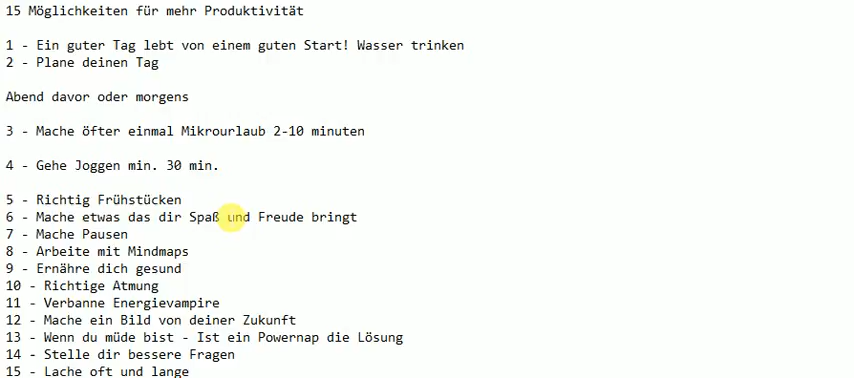 15 Möglichkeiten für mehr Produktivität
1 - Ein guter Tag lebt von einem guten Start! Wasser trinken
2 - Plane deinen Tag
Abend davor oder morgens
3 - Mache öfter einmal Mikrourlaub 2-10 minuten
4 - Gehe Joggen min. 30 min.
5 - Richtig Frühstücken
6 - Mache etwas das dir Spaß und Freude bringt
7 - Mache Pausen
8 - Arbeite mit Mindmaps
9 - Ernähre dich gesund
10 - Richtige Atmung
11 - Verbanne Energievampire
12 - Mache ein Bild von deiner Zukunft
13 - Wenn du müde bist - Ist ein Powernap die Lösung
14 - Stelle dir bessere Fragen
15 - Lache oft und lange